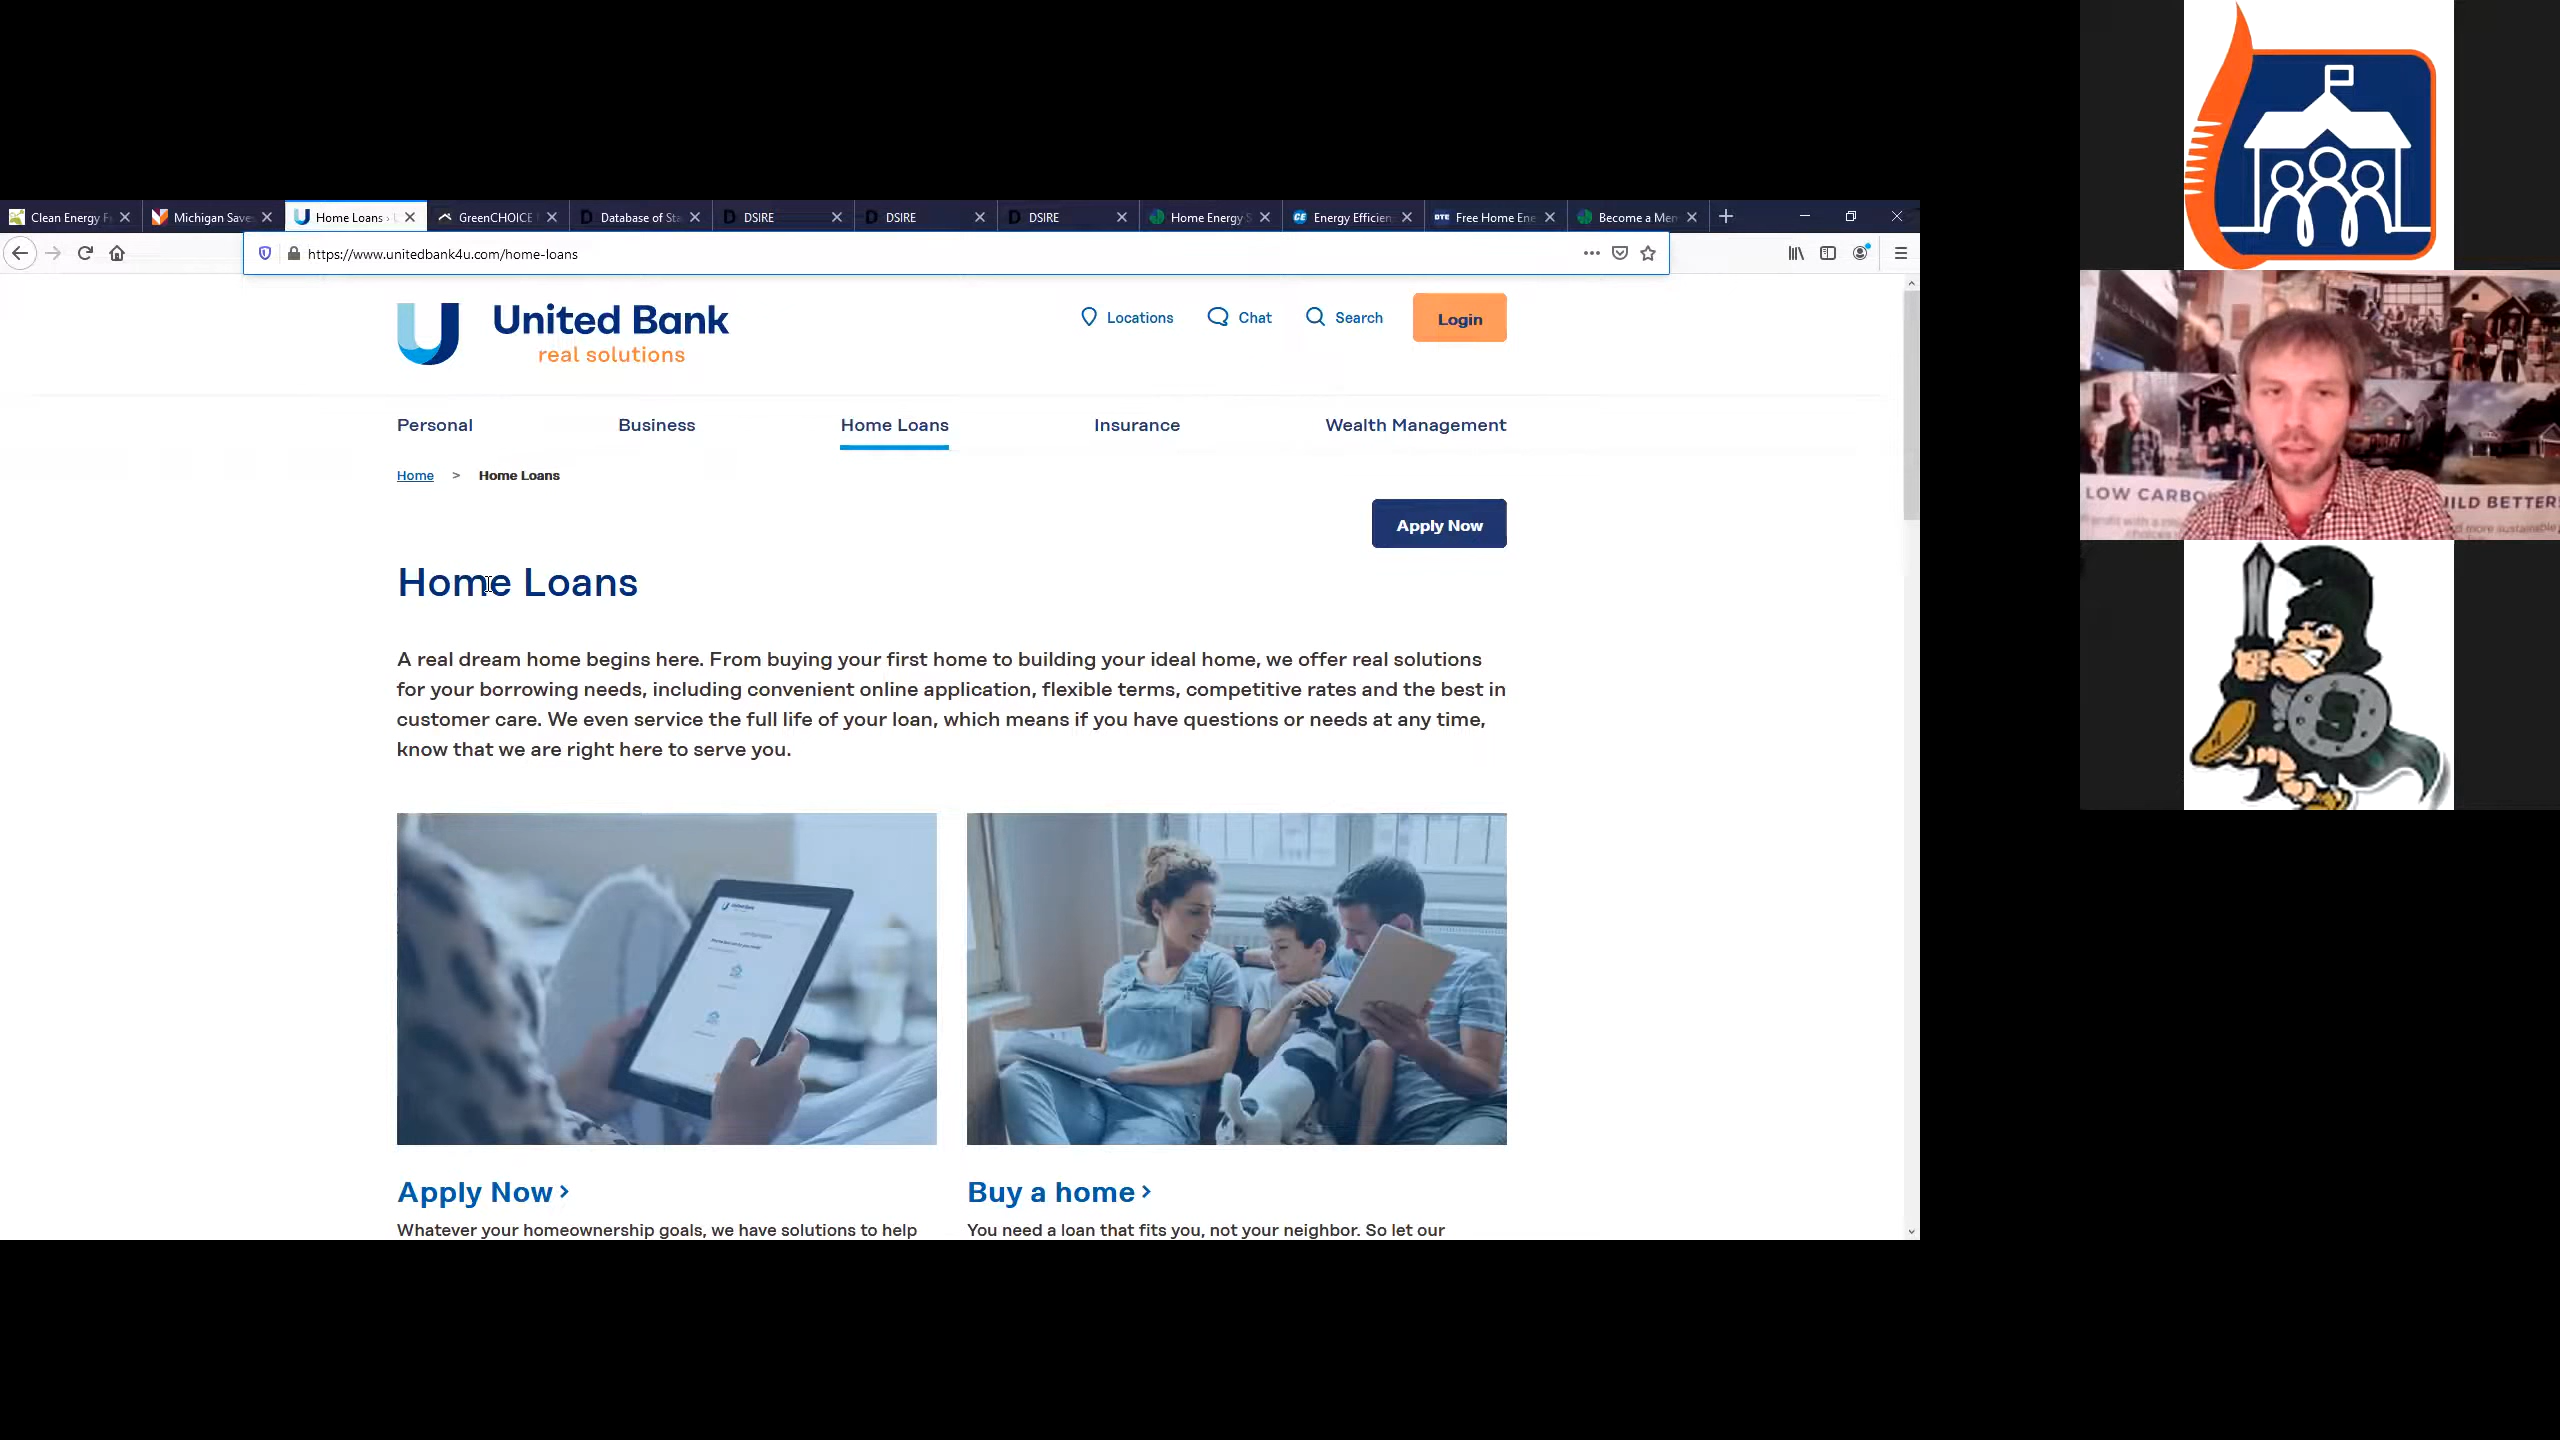 Clean Energy F
Michigan Save
Home Loans ›
GreenCHOICE
Database of Sta
DSIRE
DSIRE
DSIRE
Home Energy S
Energy Efficien
DTE Free Home Ene
Become a Mem
https://www.unitedbank4u.com/home-loans
United Bank
real solutions
Locations
Chat
Search
Login
Personal
Business
Home Loans
Insurance
Wealth Management
Home > Home Loans
Apply Now
Home Loans
A real dream home begins here. From buying your first home to building your ideal home, we offer real solutions
for your borrowing needs, including convenient online application, flexible terms, competitive rates and the best in
customer care. We even service the full life of your loan, which means if you have questions or needs at any time,
know that we are right here to serve you.
Apply Now ›
Whatever your homeownership goals, we have solutions to help
Buy a home ›
You need a loan that fits you, not your neighbor. So let our
LOW CARBO
ILD BETTER
more sustainable
S